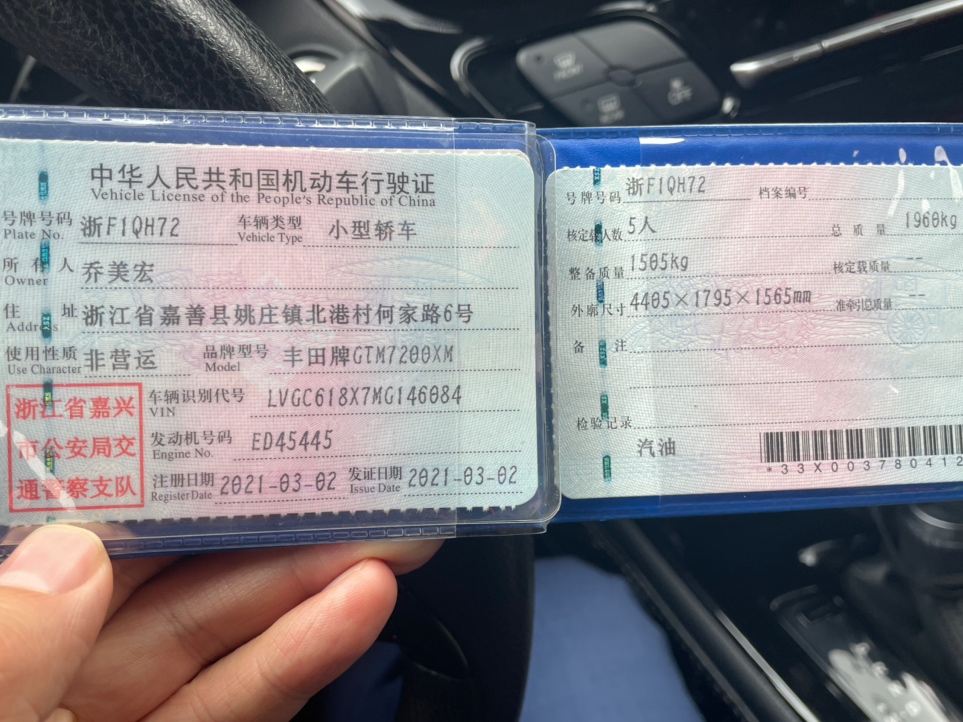 中华人民共和国机动车行驶证
Vehicle License of the People's Republic of China
号牌号码 浙F1QH72 车辆类型 小型轿车
Plate No. Vehicle Type
所有人 乔美宏
Owner
住址 浙江省嘉善县姚庄镇北港村何家路6号
Address
使用性质 非营运 品牌型号 丰田牌GTM7200XM
Use Character Model
浙江省嘉兴
市公安局交
通警察支队
车辆识别代号 LVGC618X7MG146084
VIN
发动机号码 ED45445
Engine No.
注册日期 2021-03-02 发证日期 2021-03-02
Register Date Issue Date
号牌号码 浙F1QH72 档案编号
核定载人数 5人 总质量 1960kg
整备质量 1505kg 核定载质量 --
外廓尺寸 4405×1795×1565mm 准牵引总质量 --
备注
检验记录
汽油
*33X003780412
OFF